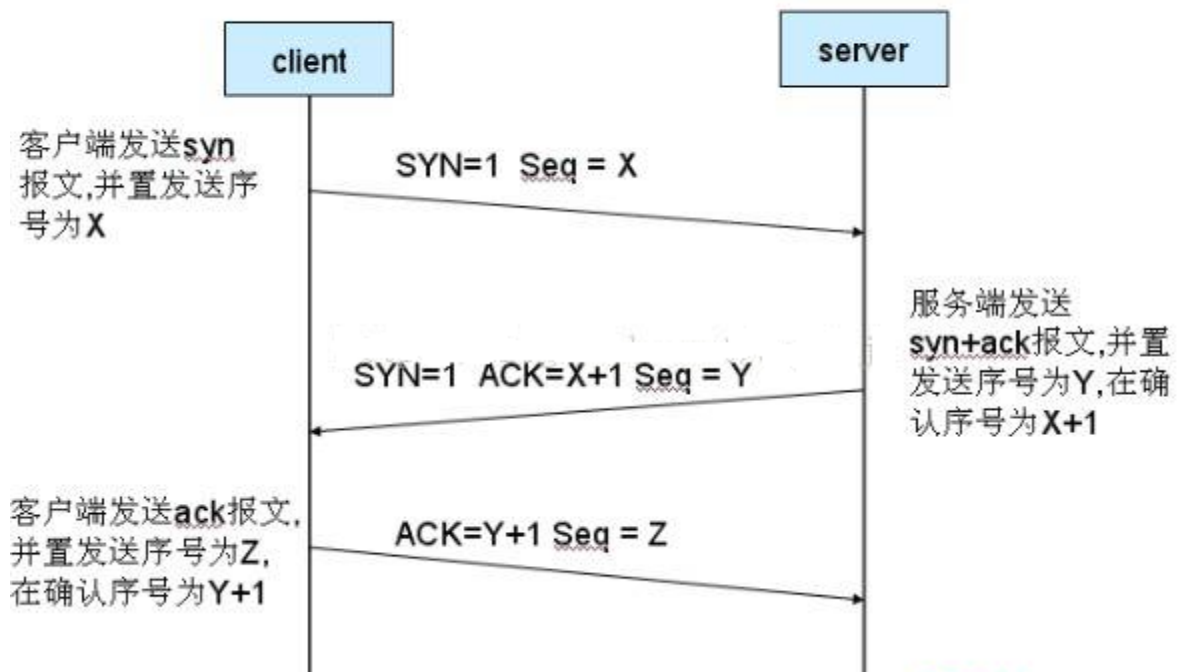 client
server
客户端发送syn
报文,并置发送序
号为X
SYN=1 Seq = X
服务端发送
syn+ack报文,并置
发送序号为Y,在确
认序号为X+1
SYN=1 ACK=X+1 Seq = Y
客户端发送ack报文,
并置发送序号为Z,
在确认序号为Y+1
ACK=Y+1 Seq = Z